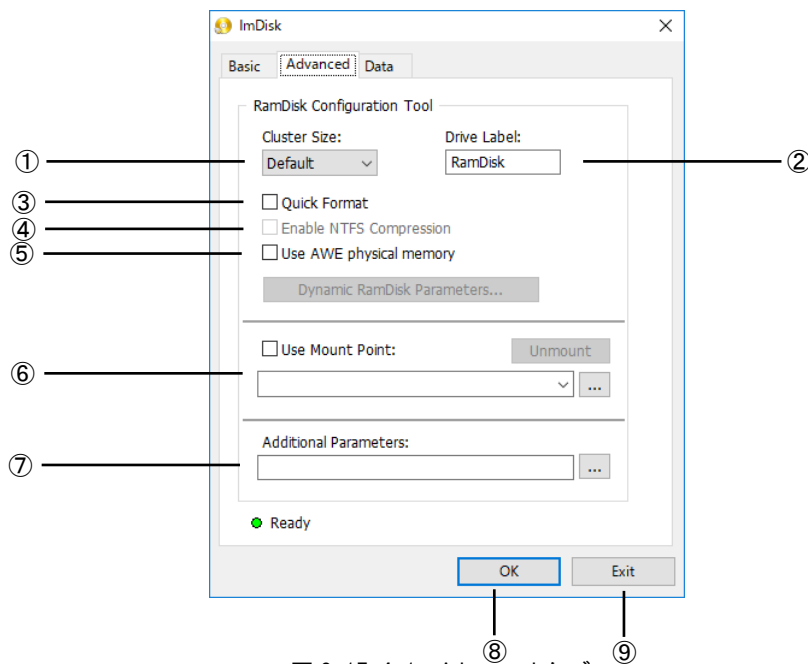 ImDisk
Basic Advanced Data
RamDisk Configuration Tool
Cluster Size: Drive Label:
① Default RamDisk ②
③ Quick Format
④ Enable NTFS Compression
⑤ Use AWE physical memory
Dynamic RamDisk Parameters...
Use Mount Point: Unmount
⑥ ...
Additional Parameters:
⑦ ...
Ready
OK Exit
⑧ ⑨